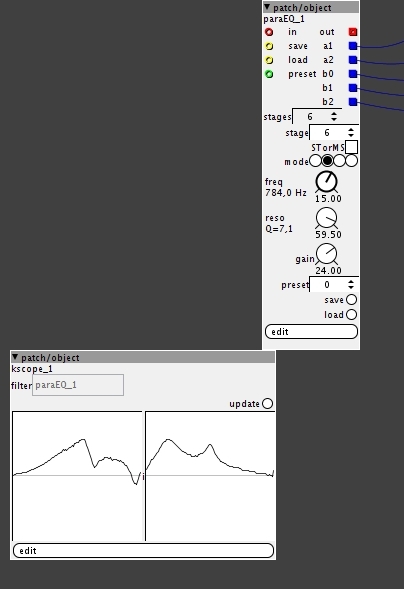 patch/object
paraEQ_1
in out
save a1
load a2
preset b0
b1
b2
stages 6
stage 6
STorMS
mode
freq
784,0 Hz
15.00
reso
Q=7,1
59.50
gain
24.00
preset 0
save
load
edit
patch/object
kscope_1
filter paraEQ_1
update
i
edit